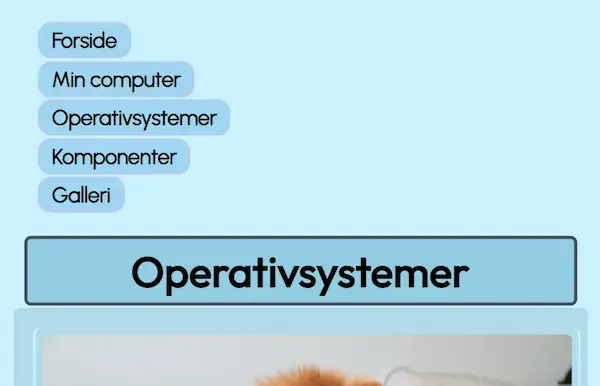 Forside
Min computer
Operativsystemer
Komponenter
Galleri
Operativsystemer